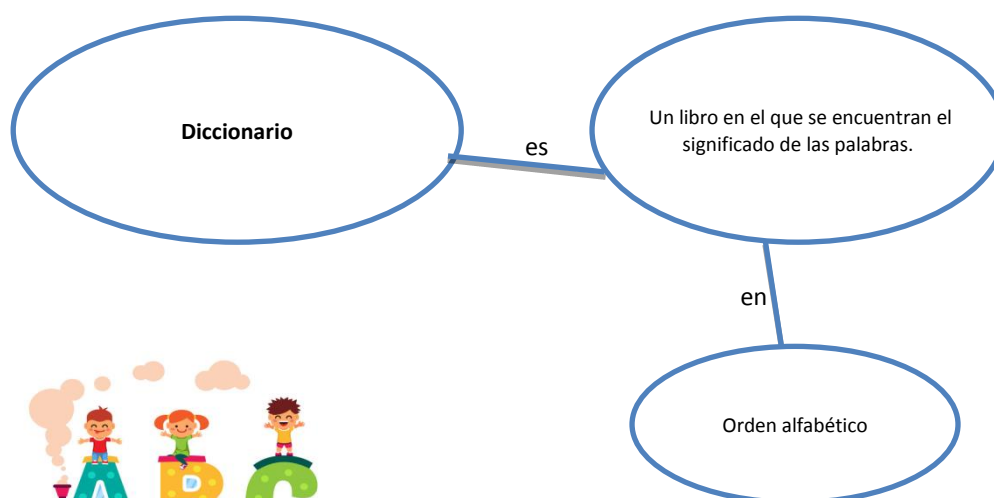 Diccionario
es
Un libro en el que se encuentran el
significado de las palabras.
en
Orden alfabético
A B C